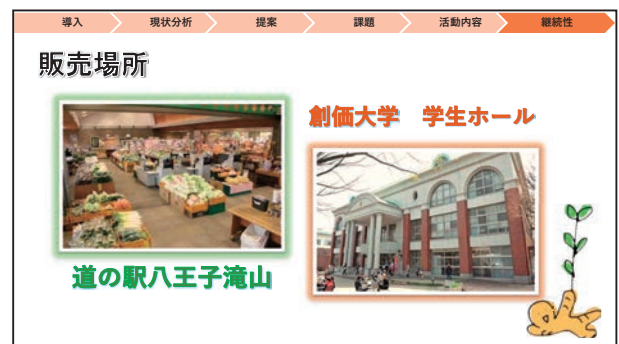 導入 現状分析 提案 課題 活動内容 継続性
販売場所
創価大学 学生ホール
道の駅八王子滝山